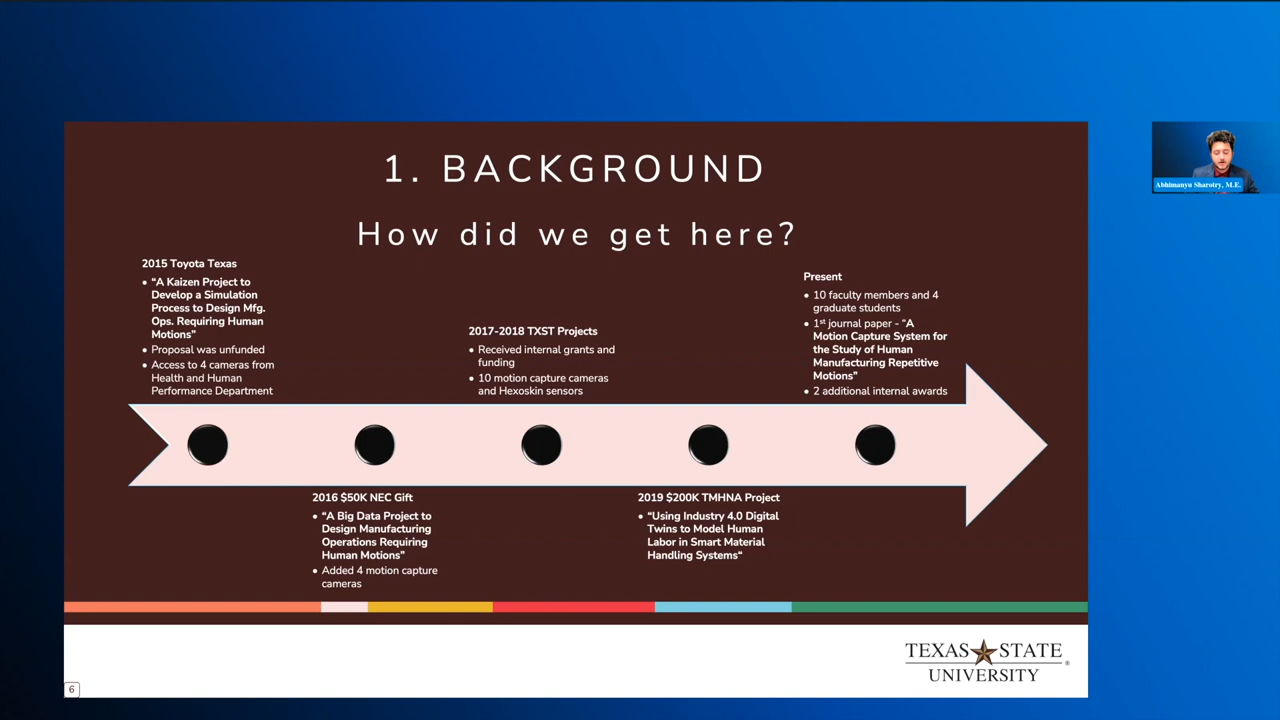 1. BACKGROUND
How did we get here?
2015 Toyota Texas
• “A Kaizen Project to
Develop a Simulation
Process to Design Mfg.
Ops. Requiring Human
Motions”
• Proposal was unfunded
• Access to 4 cameras from
Health and Human
Performance Department
2016 $50K NEC Gift
• “A Big Data Project to
Design Manufacturing
Operations Requiring
Human Motions”
• Added 4 motion capture
cameras
2017-2018 TXST Projects
• Received internal grants and
funding
• 10 motion capture cameras
and Hexoskin sensors
2019 $200K TMHNA Project
• “Using Industry 4.0 Digital
Twins to Model Human
Labor in Smart Material
Handling Systems“
Present
• 10 faculty members and 4
graduate students
• 1st journal paper - “A
Motion Capture System for
the Study of Human
Manufacturing Repetitive
Motions”
• 2 additional internal awards
Abhimanyu Sharotry, M.E.
TEXAS STATE
UNIVERSITY
®
6